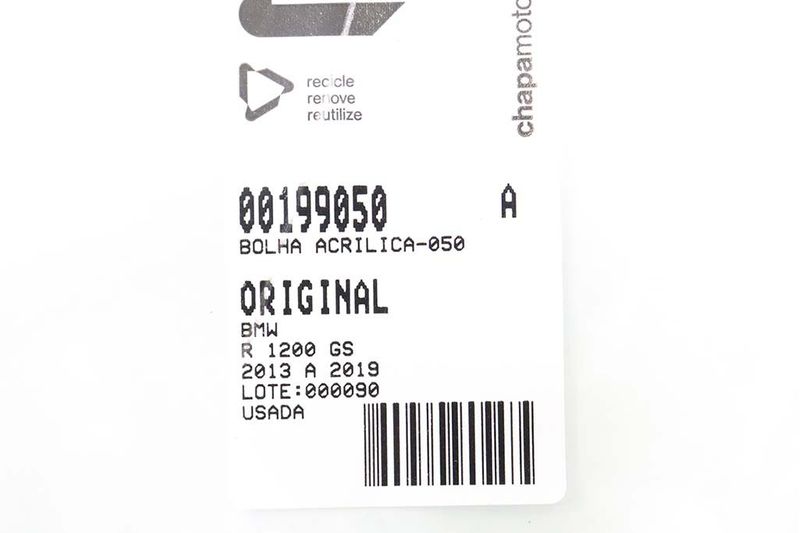 recicle
renove
reutilize
chapamoto
00199050 A
BOLHA ACRILICA-050
ORIGINAL
BMW
R 1200 GS
2013 A 2019
LOTE:000090
USADA